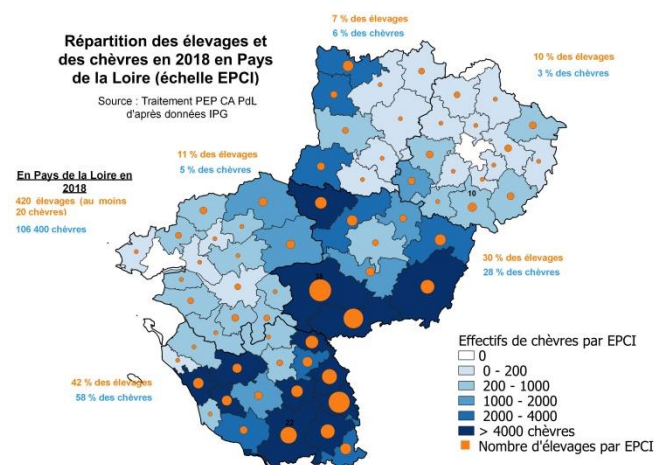 7 % des élevages
6 % des chèvres
Répartition des élevages et
des chèvres en 2018 en Pays
de la Loire (échelle EPCI)
Source : Traitement PEP CA PdL
d'après données IPG
10 % des élevages
3 % des chèvres
11 % des élevages
5 % des chèvres
En Pays de la Loire en
2018
420 élevages (au moins
20 chèvres)
106 400 chèvres
10
30 % des élevages
28 % des chèvres
42 % des élevages
58 % des chèvres
Effectifs de chèvres par EPCI
0
0 - 200
200 - 1000
1000 - 2000
2000 - 4000
> 4000 chèvres
Nombre d'élevages par EPCI